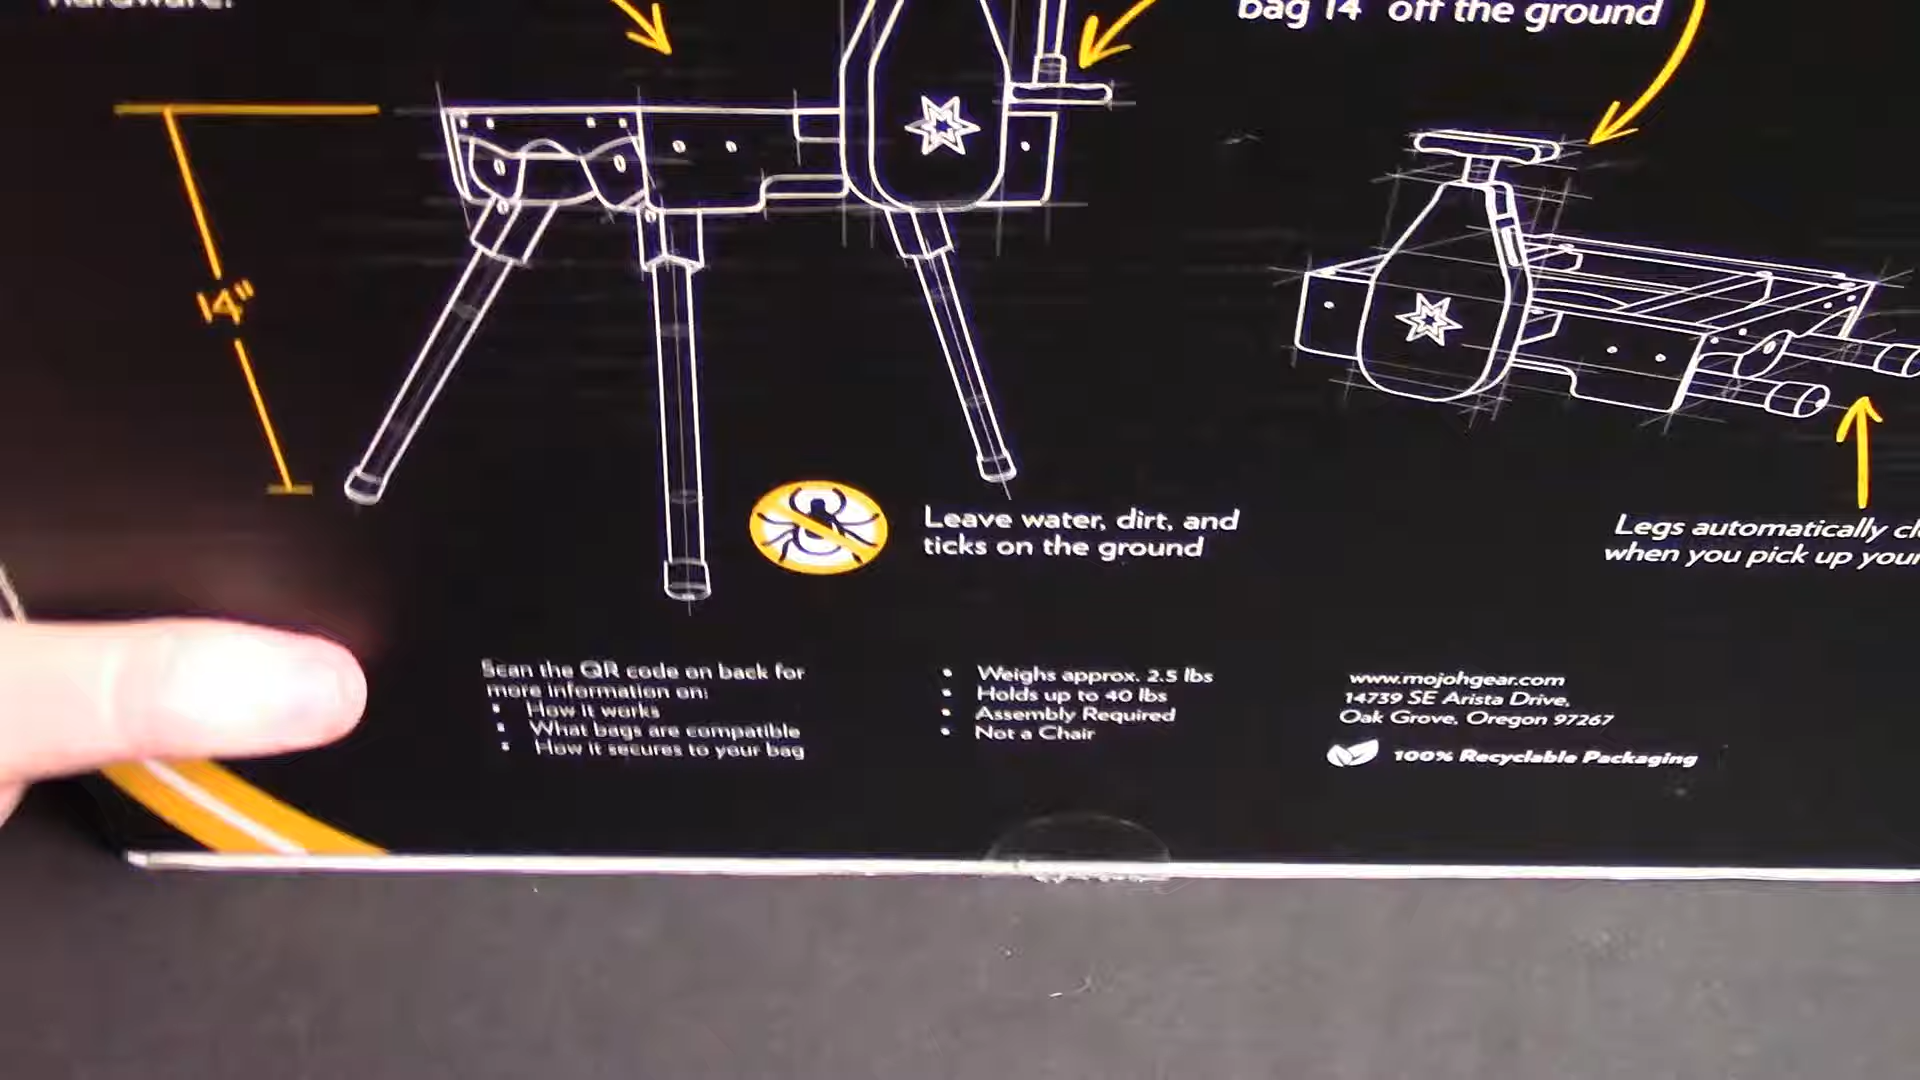 hardware.
bag 14" off the ground
14"
Leave water, dirt, and
ticks on the ground
Legs automatically
when you pick up your
Scan the QR code on back for
more information on:
• How it works
• What bags are compatible
• How it secures to your bag
• Weighs approx. 2.5 lbs
• Holds up to 40 lbs
• Assembly Required
• Not a Chair
www.mojohgear.com
14739 SE Arista Drive,
Oak Grove, Oregon 97267
100% Recyclable Packaging